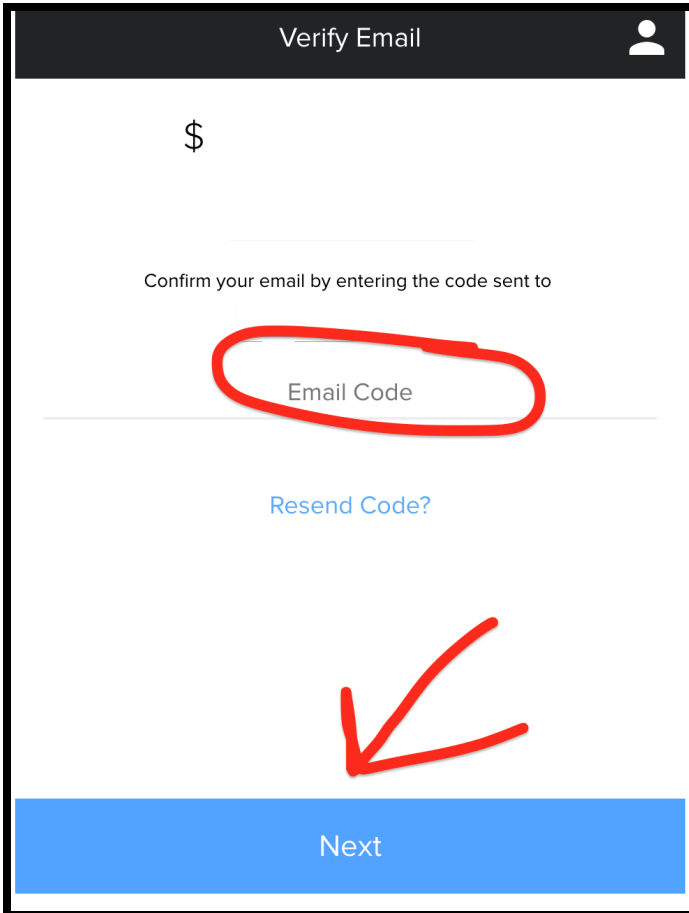 Verify Email
$
Confirm your email by entering the code sent to
Email Code
Resend Code?
Next